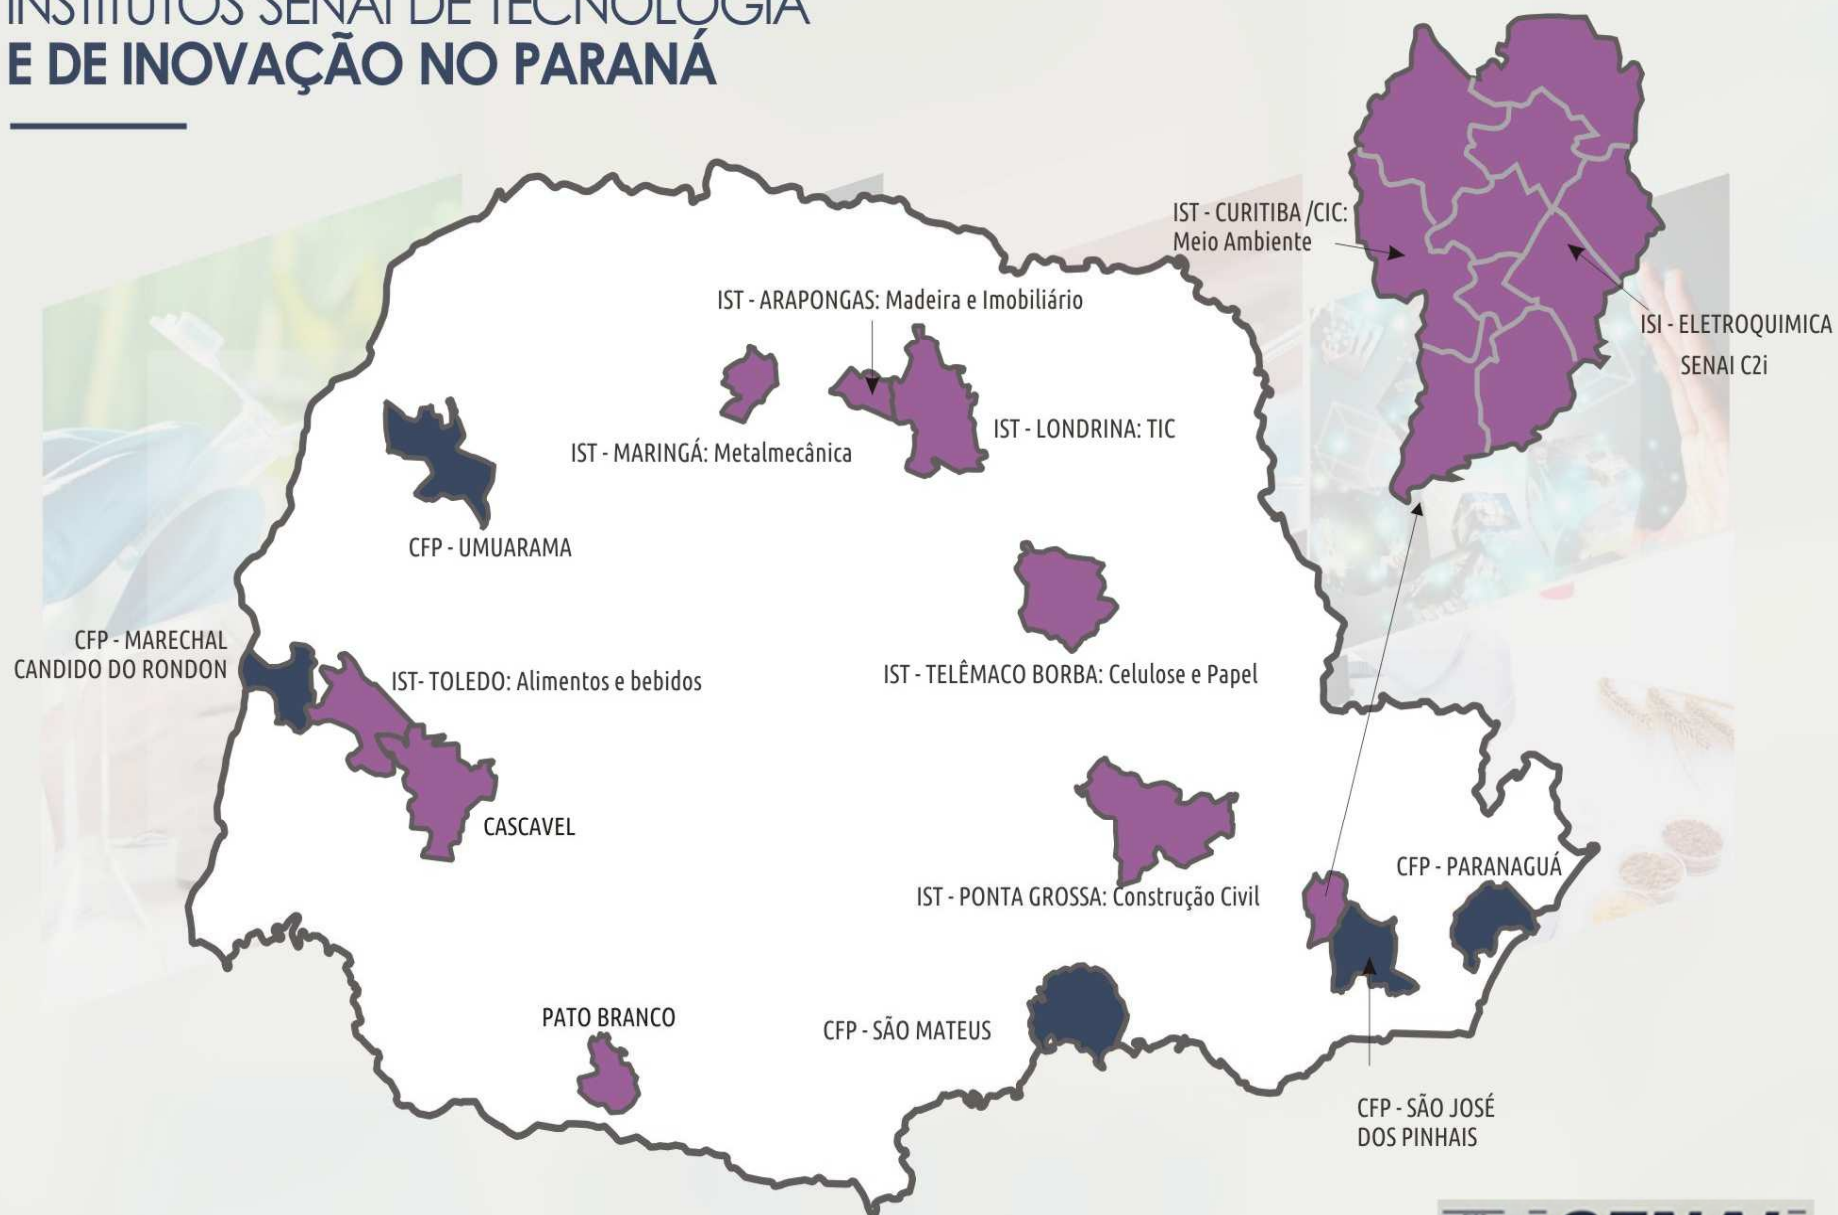 INSTITUTOS SENAI DE TECNOLOGIA
E DE INOVAÇÃO NO PARANÁ
IST - CURITIBA /CIC:
Meio Ambiente
IST - ARAPONGAS: Madeira e Imobiliário
ISI - ELETROQUIMICA
SENAI C2i
IST - LONDRINA: TIC
IST - MARINGÁ: Metalmecânica
CFP - UMUARAMA
CFP - MARECHAL
CANDIDO DO RONDON
IST- TOLEDO: Alimentos e bebidos
IST - TELÊMACO BORBA: Celulose e Papel
CASCAVEL
CFP - PARANAGUÁ
IST - PONTA GROSSA: Construção Civil
PATO BRANCO
CFP - SÃO MATEUS
CFP - SÃO JOSÉ
DOS PINHAIS
SENAI